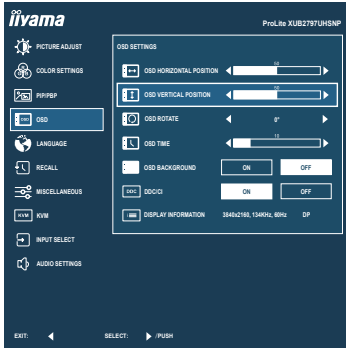 iiyama
ProLite XUB2797UHSNP
PICTURE ADJUST
COLOR SETTINGS
PIP/PBP
OSD OSD
LANGUAGE
RECALL
MISCELLANEOUS
KVM KVM
INPUT SELECT
AUDIO SETTINGS
OSD SETTINGS
50
OSD HORIZONTAL POSITION
50
OSD VERTICAL POSITION
OSD ROTATE 0°
10
OSD TIME
OSD BACKGROUND ON OFF
DDC DDC/CI ON OFF
DISPLAY INFORMATION 3840x2160, 134KHz, 60Hz DP
EXIT: SELECT: /PUSH